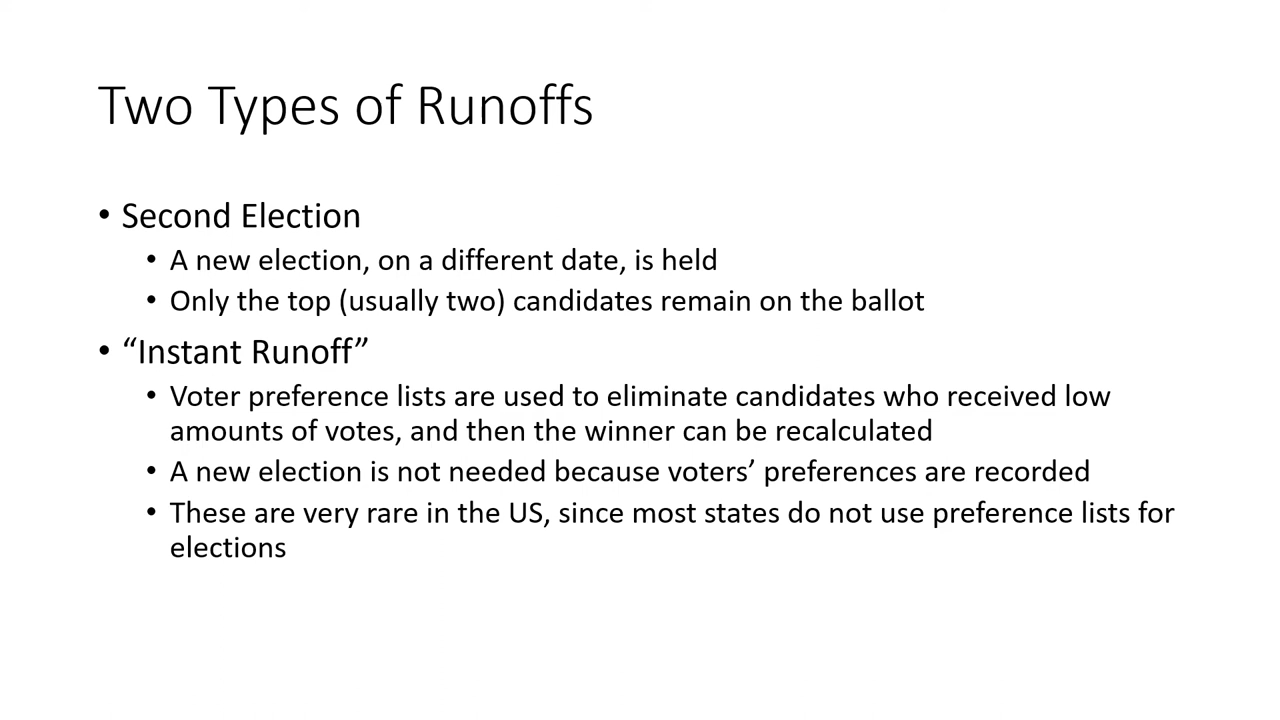 Two Types of Runoffs
• Second Election
• A new election, on a different date, is held
• Only the top (usually two) candidates remain on the ballot
• “Instant Runoff”
• Voter preference lists are used to eliminate candidates who received low
amounts of votes, and then the winner can be recalculated
• A new election is not needed because voters’ preferences are recorded
• These are very rare in the US, since most states do not use preference lists for
elections